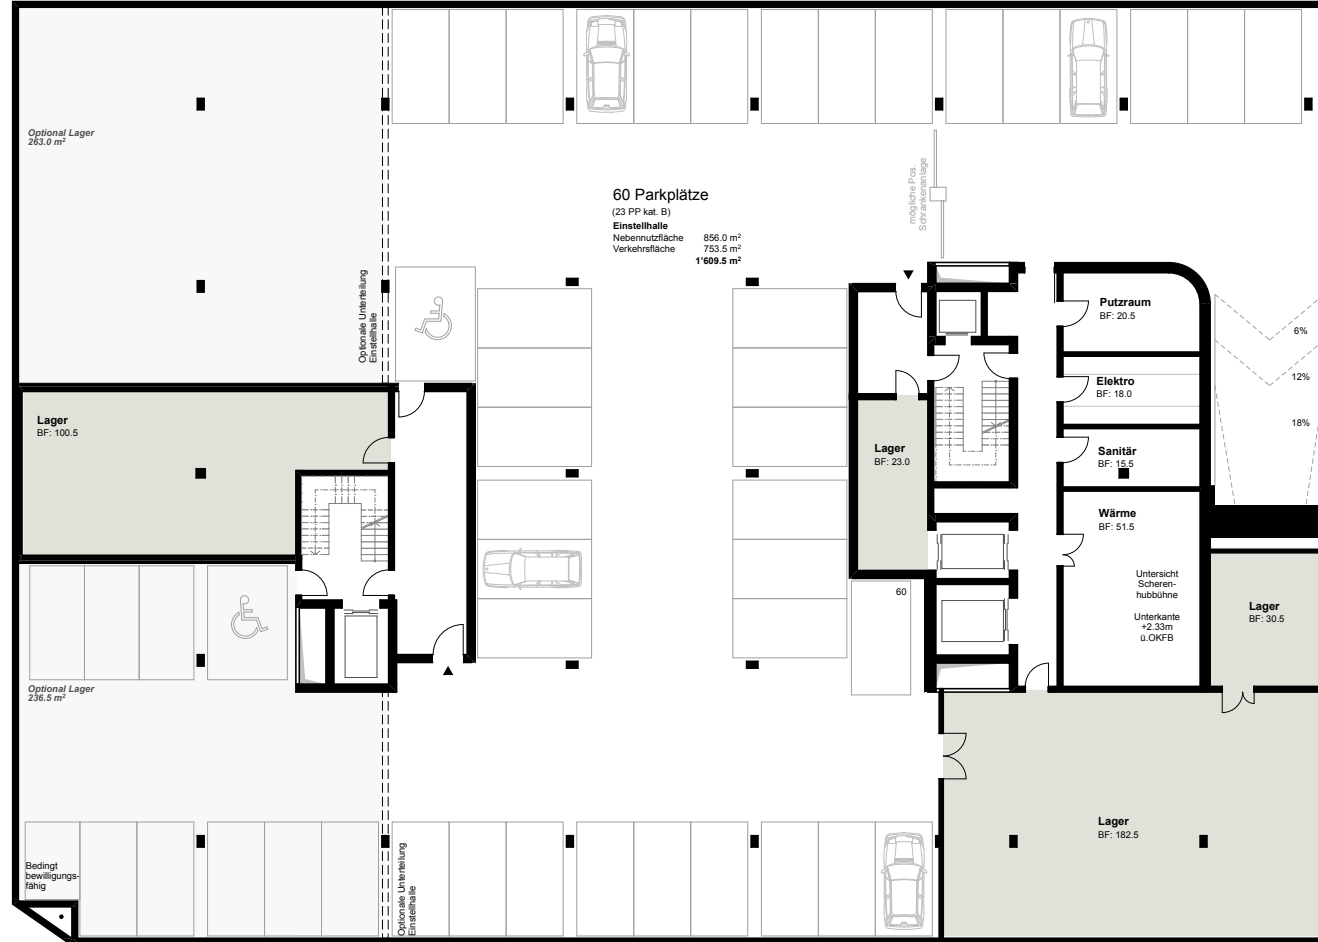 Optional Lager
263.0 m²
60 Parkplätze
(23 PP kat. B)
Einstellhalle
Nebennutzfläche 856.0 m²
Verkehrsfläche 753.5 m²
1'609.5 m²
mögliche Pos.
Schrankenanlage
Optionale Unterteilung
Einstellhalle
Putzraum
BF: 20.5
6%
Elektro
BF: 18.0
12%
18%
Lager
BF: 100.5
Lager
BF: 23.0
Sanitär
BF: 15.5
Wärme
BF: 51.5
Untersicht
Scheren-
hubbühne
Unterkante
+2.33m
ü.OKFB
60
Lager
BF: 30.5
Optional Lager
236.5 m²
Lager
BF: 182.5
Bedingt
bewilligungs-
fähig
Optionale Unterteilung
Einstellhalle